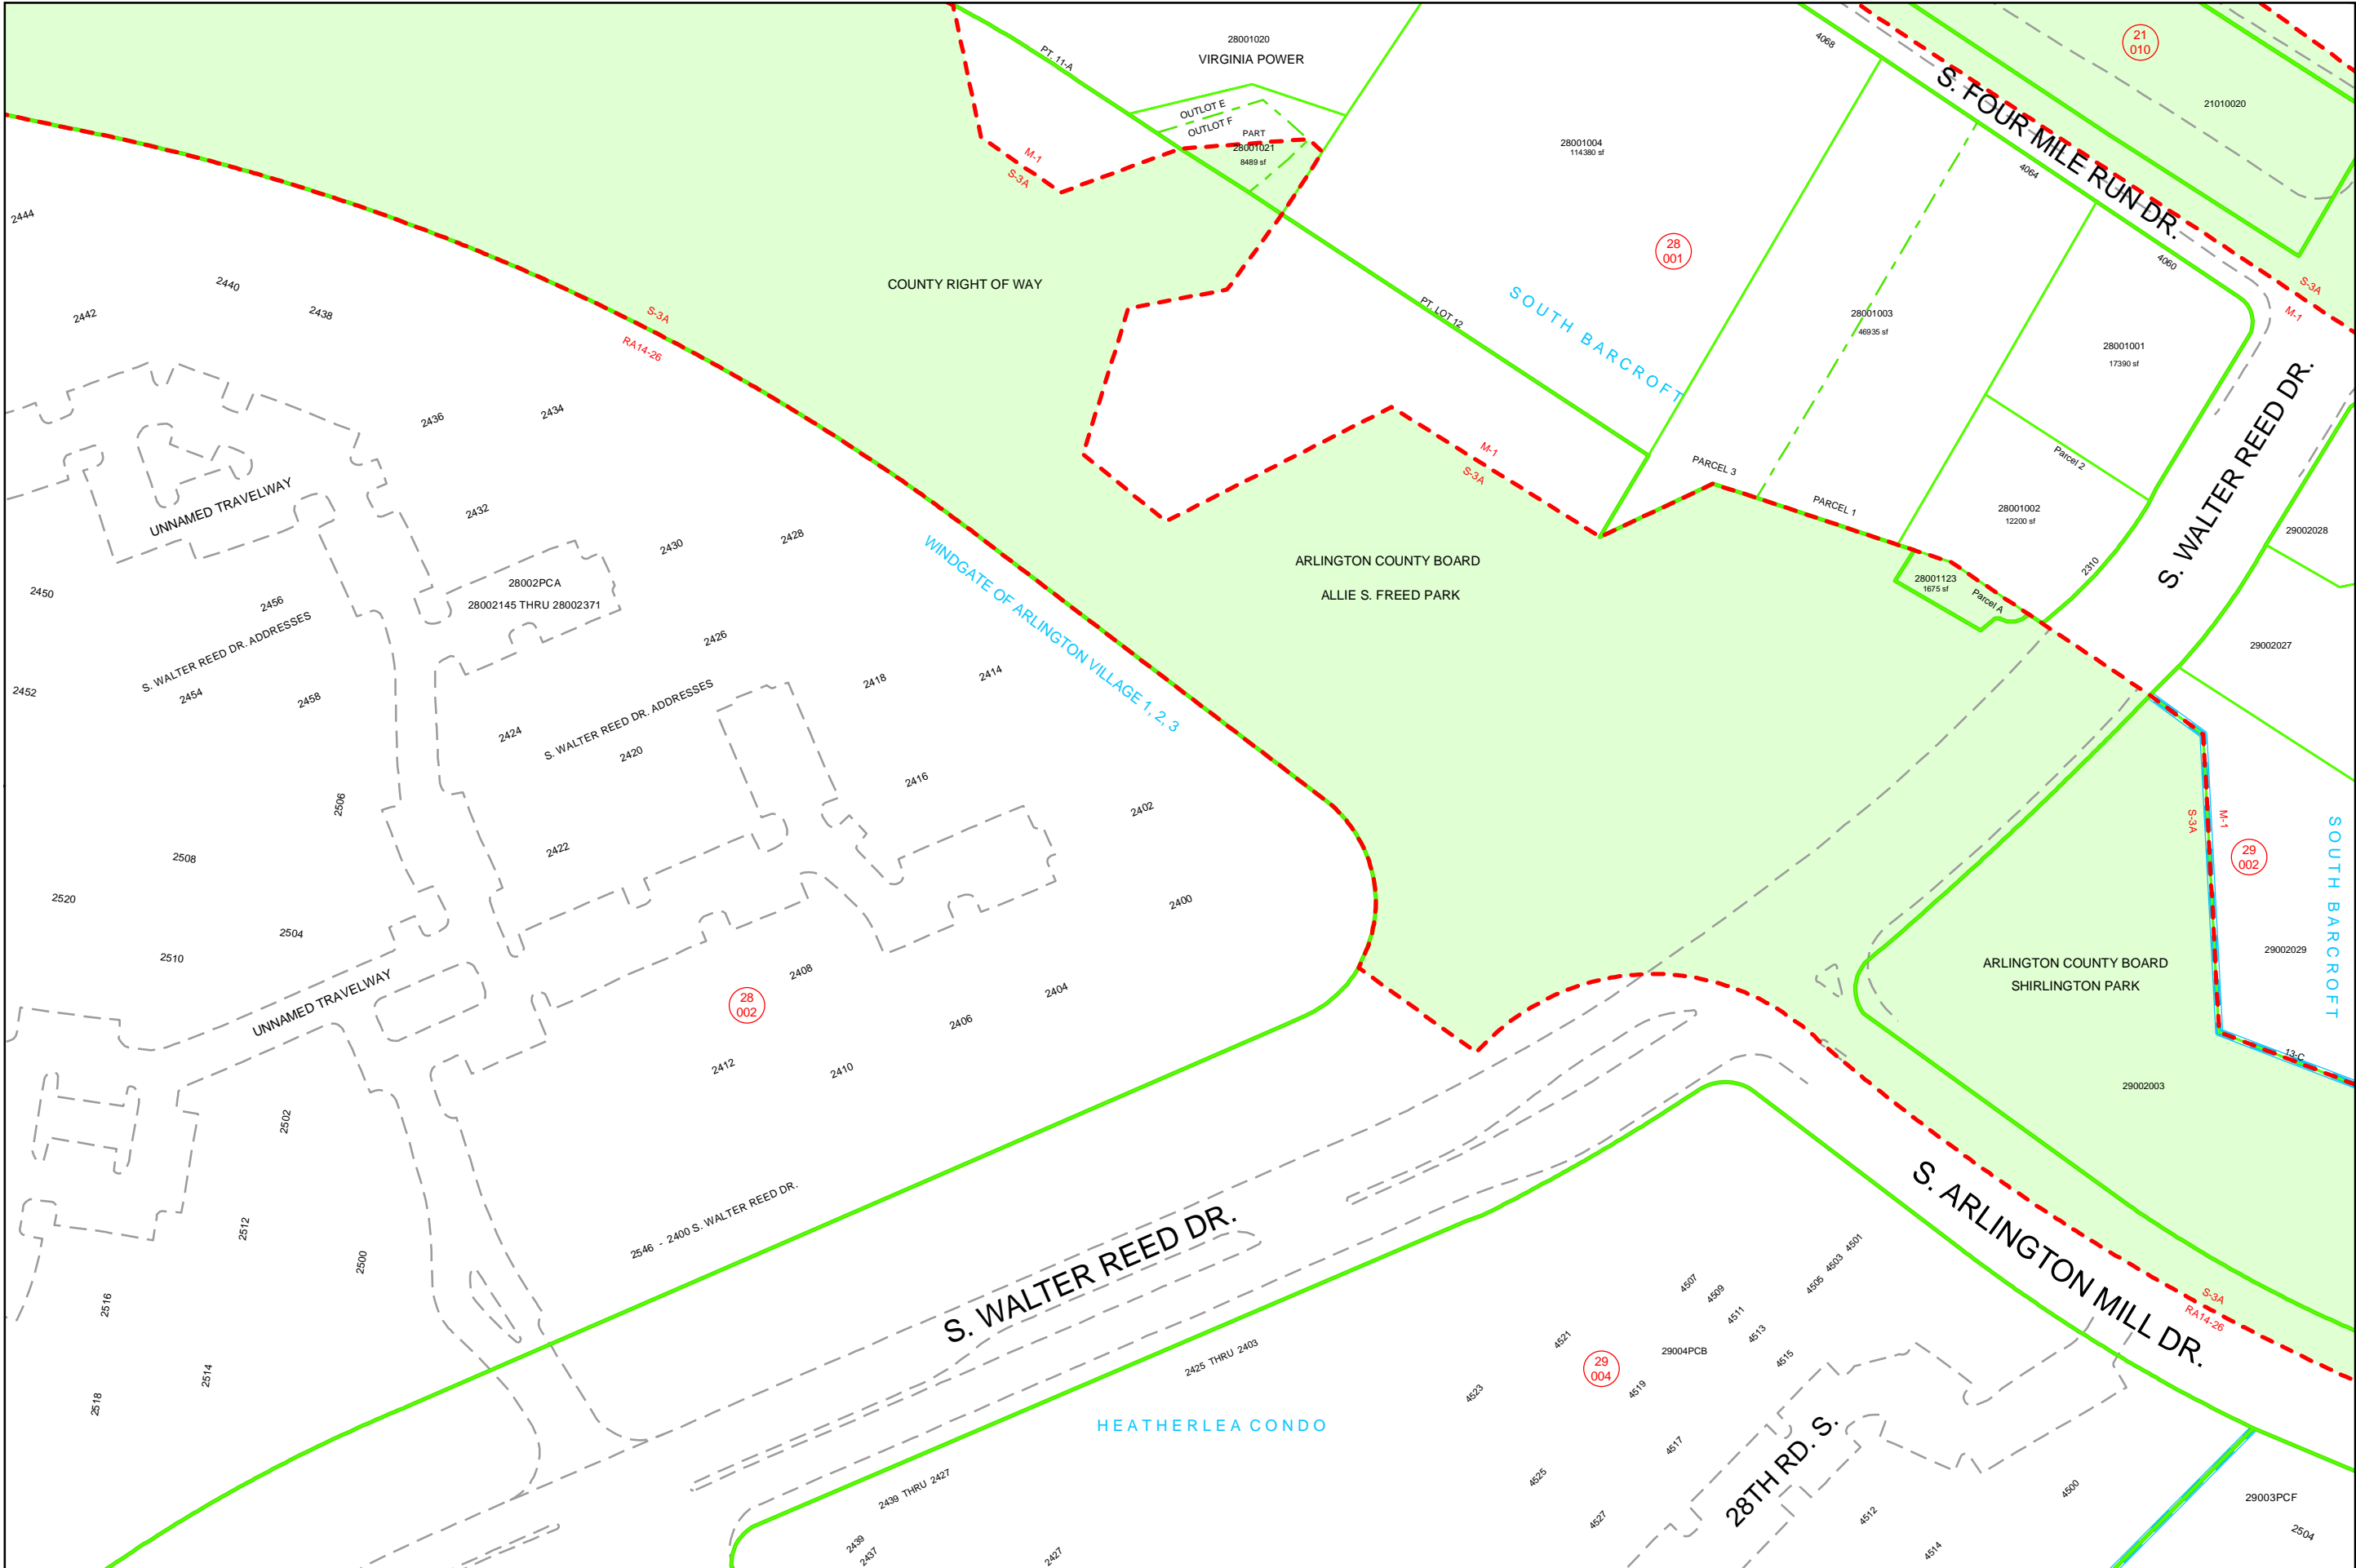 28001020
VIRGINIA POWER
PT. 11-A
OUTLOT E
OUTLOT F
PART
28001021
8489 sf
M-1
S-3A
28001004
114380 sf
4068
S. FOUR MILE RUN DR.
21
010
21010020
4064
4060
S-3A
M-1
28
001
COUNTY RIGHT OF WAY
PT. LOT 12
SOUTH BARCROFT
28001003
46935 sf
28001001
17390 sf
S. WALTER REED DR.
2444
2440
2442
2438
S-3A
RA14-26
2436
2434
M-1
S-3A
PARCEL 3
PARCEL 1
Parcel 2
28001002
12200 sf
29002028
2310
UNNAMED TRAVELWAY
2432
2430
2428
WINDGATE OF ARLINGTON VILLAGE 1, 2, 3
ARLINGTON COUNTY BOARD
ALLIE S. FREED PARK
28001123
1675 sf
Parcel A
29002027
28002PCA
28002145 THRU 28002371
2450
2456
S. WALTER REED DR. ADDRESSES
2452
2454
2458
2426
2418
2414
S. WALTER REED DR. ADDRESSES
2424
2420
2416
2402
2506
2422
2508
2520
2504
2510
2400
S-3A
M-1
29
002
SOUTH BARCROFT
29002029
ARLINGTON COUNTY BOARD
SHIRLINGTON PARK
13-C
29002003
UNNAMED TRAVELWAY
2408
28
002
2404
2406
2412
2410
2502
2512
2500
2516
2514
2518
2546 - 2400 S. WALTER REED DR.
S. WALTER REED DR.
S. ARLINGTON MILL DR.
S-3A
RA14-26
2425 THRU 2403
HEATHERLEA CONDO
2439 THRU 2427
2439
2437
2427
4501
4503
4505
4507
4509
4511
4513
4515
4521
29004PCB
29
004
4519
4523
4517
4525
4527
28TH RD. S.
4512
4514
4500
29003PCF
2504